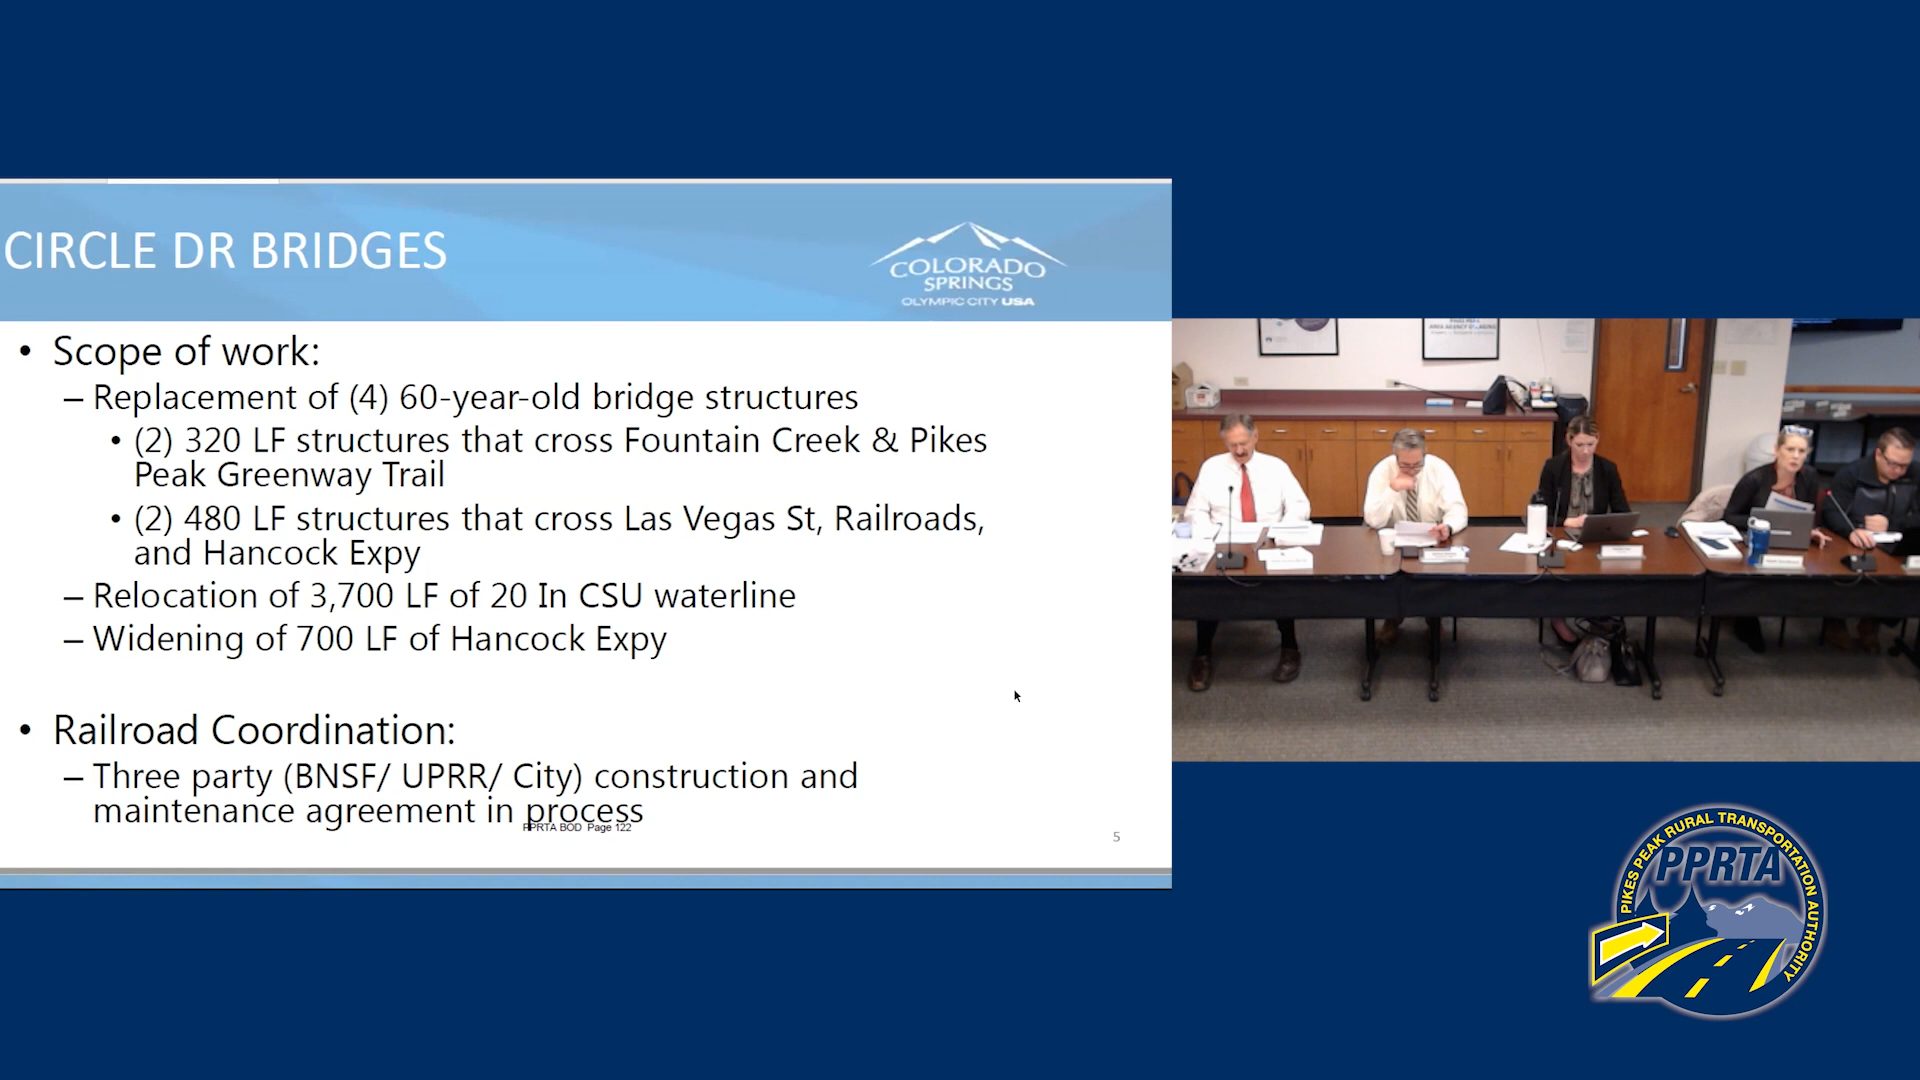 CIRCLE DR BRIDGES
COLORADO
SPRINGS
OLYMPIC CITY USA
• Scope of work:
– Replacement of (4) 60-year-old bridge structures
• (2) 320 LF structures that cross Fountain Creek & Pikes
Peak Greenway Trail
• (2) 480 LF structures that cross Las Vegas St, Railroads,
and Hancock Expy
– Relocation of 3,700 LF of 20 In CSU waterline
– Widening of 700 LF of Hancock Expy
• Railroad Coordination:
– Three party (BNSF/ UPRR/ City) construction and
maintenance agreement in process
PPRTA BOD Page 122
5
PIKES PEAK RURAL TRANSPORTATION AUTHORITY
PPRTA